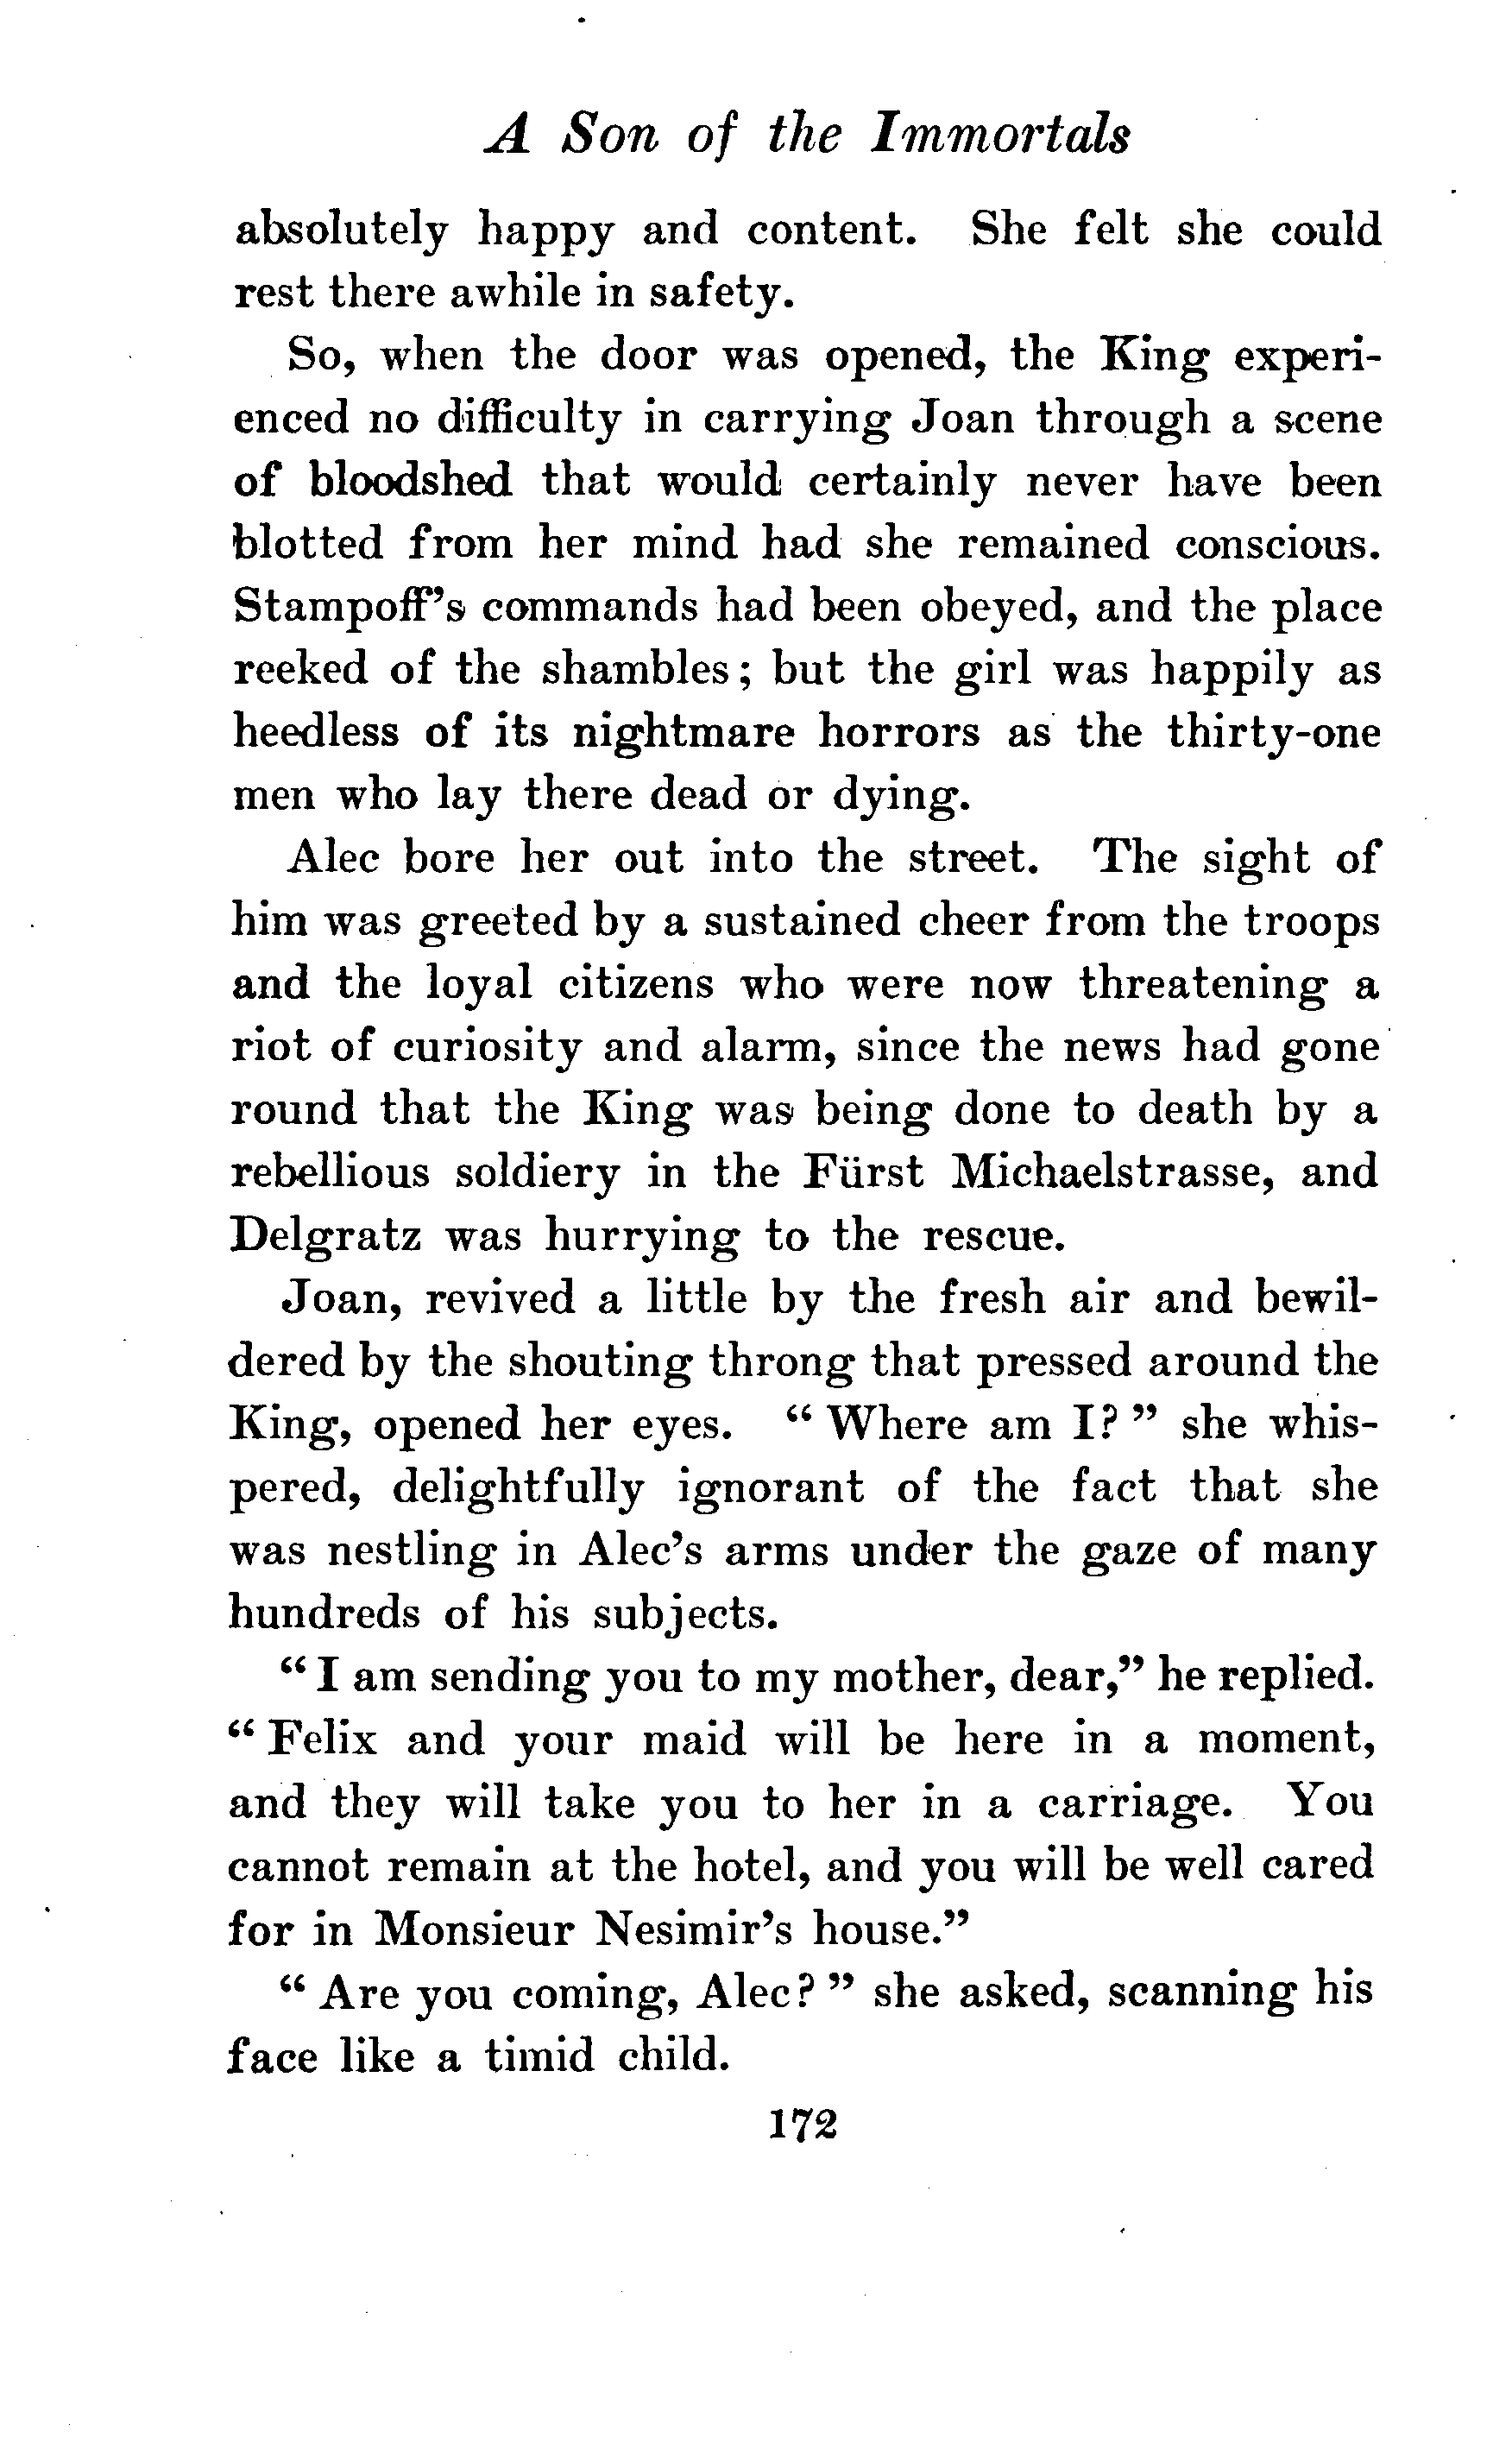 A Son of the Immortals
absolutely happy and content. She felt she could
rest there awhile in safety.
So, when the door was opened, the King experi-
enced no difficulty in carrying Joan through a scene
of bloodshed that would certainly never have been
blotted from her mind had she remained conscious.
Stampoff's commands had been obeyed, and the place
reeked of the shambles; but the girl was happily as
heedless of its nightmare horrors as the thirty-one
men who lay there dead or dying.
Alec bore her out into the street. The sight of
him was greeted by a sustained cheer from the troops
and the loyal citizens who were now threatening a
riot of curiosity and alarm, since the news had gone
round that the King was being done to death by a
rebellious soldiery in the Fürst Michaelstrasse, and
Delgratz was hurrying to the rescue.
Joan, revived a little by the fresh air and bewil-
dered by the shouting throng that pressed around the
King, opened her eyes. “Where am I?” she whis-
pered, delightfully ignorant of the fact that she
was nestling in Alec's arms under the gaze of many
hundreds of his subjects.
“I am sending you to my mother, dear,” he replied.
“Felix and your maid will be here in a moment,
and they will take you to her in a carriage. You
cannot remain at the hotel, and you will be well cared
for in Monsieur Nesimir's house.”
“Are you coming, Alec?” she asked, scanning his
face like a timid child.
172